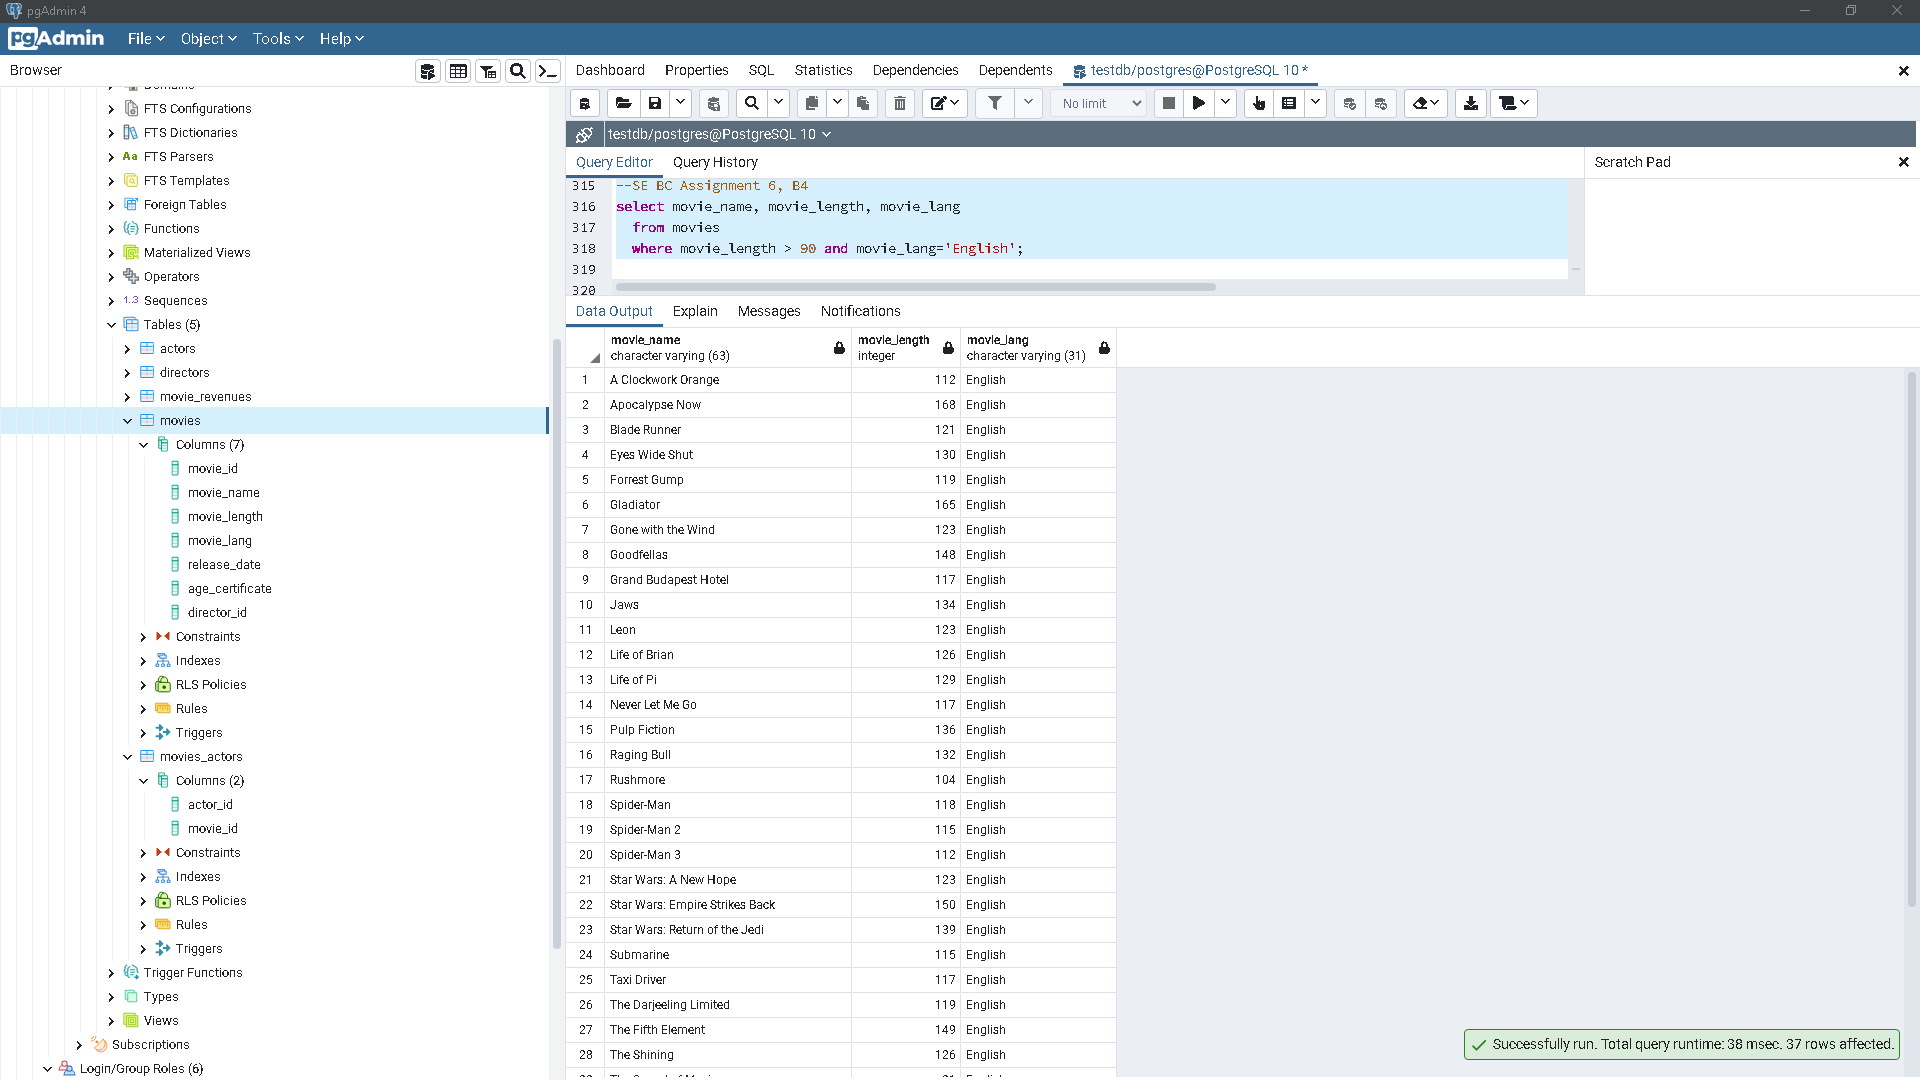 pgAdmin 4
pgAdmin File Object Tools Help
Browser
Dashboard Properties SQL Statistics Dependencies Dependents testdb/postgres@PostgreSQL 10 *
No limit
testdb/postgres@PostgreSQL 10
Query Editor Query History
Scratch Pad
315 --SE BC Assignment 6, B4
316 select movie_name, movie_length, movie_lang
317 from movies
318 where movie_length > 90 and movie_lang='English';
319
320
Data Output Explain Messages Notifications
movie_name character varying (63) movie_length integer movie_lang character varying (31)
1 A Clockwork Orange 112 English
2 Apocalypse Now 168 English
3 Blade Runner 121 English
4 Eyes Wide Shut 130 English
5 Forrest Gump 119 English
6 Gladiator 165 English
7 Gone with the Wind 123 English
8 Goodfellas 148 English
9 Grand Budapest Hotel 117 English
10 Jaws 134 English
11 Leon 123 English
12 Life of Brian 126 English
13 Life of Pi 129 English
14 Never Let Me Go 117 English
15 Pulp Fiction 136 English
16 Raging Bull 132 English
17 Rushmore 104 English
18 Spider-Man 118 English
19 Spider-Man 2 115 English
20 Spider-Man 3 112 English
21 Star Wars: A New Hope 123 English
22 Star Wars: Empire Strikes Back 150 English
23 Star Wars: Return of the Jedi 139 English
24 Submarine 115 English
25 Taxi Driver 117 English
26 The Darjeeling Limited 119 English
27 The Fifth Element 149 English
28 The Shining 126 English
Successfully run. Total query runtime: 38 msec. 37 rows affected.
FTS Configurations
FTS Dictionaries
Aa FTS Parsers
FTS Templates
Foreign Tables
Functions
Materialized Views
Operators
1.3 Sequences
Tables (5)
actors
directors
movie_revenues
movies
Columns (7)
movie_id
movie_name
movie_length
movie_lang
release_date
age_certificate
director_id
Constraints
Indexes
RLS Policies
Rules
Triggers
movies_actors
Columns (2)
actor_id
movie_id
Constraints
Indexes
RLS Policies
Rules
Triggers
Trigger Functions
Types
Views
Subscriptions
Login/Group Roles (6)